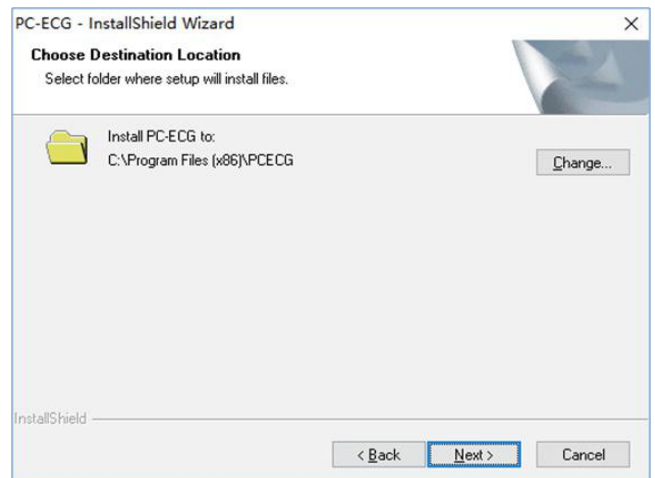 PC-ECG - InstallShield Wizard
Choose Destination Location
Select folder where setup will install files.
Install PC-ECG to:
C:\Program Files (x86)\PCECG
Change...
InstallShield
< Back
Next >
Cancel